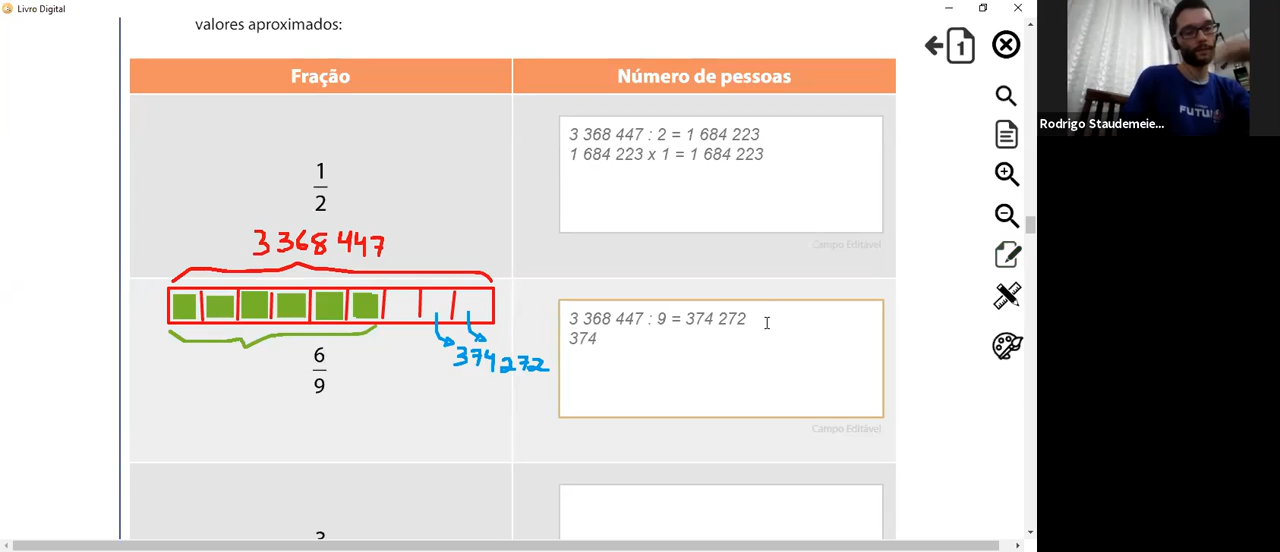 Livro Digital
valores aproximados:
1
Fração
Número de pessoas
Rodrigo Staudemeie...
FUTURE
1
2
3 368 447 : 2 = 1 684 223
1 684 223 x 1 = 1 684 223
Campo Editável
3 368 447
6
9
374 272
3 368 447 : 9 = 374 272
374
Campo Editável